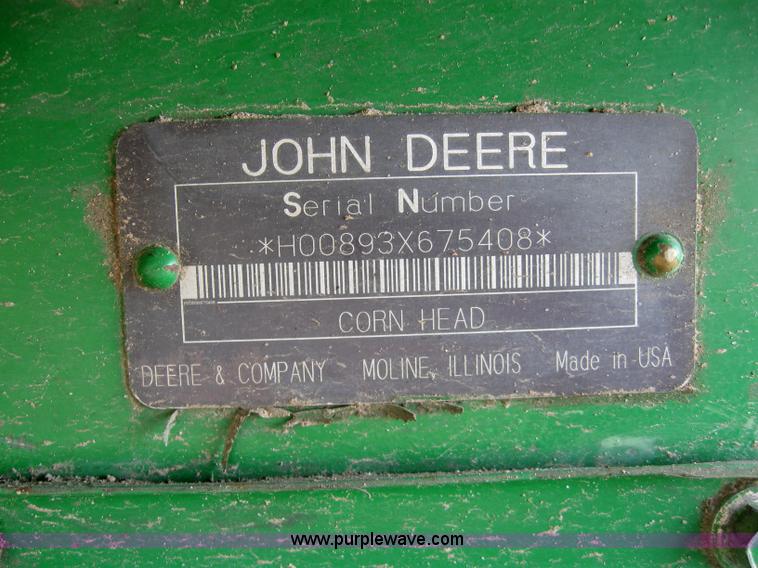 JOHN DEERE
Serial Number
*H00893X675408*
CORN HEAD
DEERE & COMPANY MOLINE, ILLINOIS Made in USA
www.purplewave.com